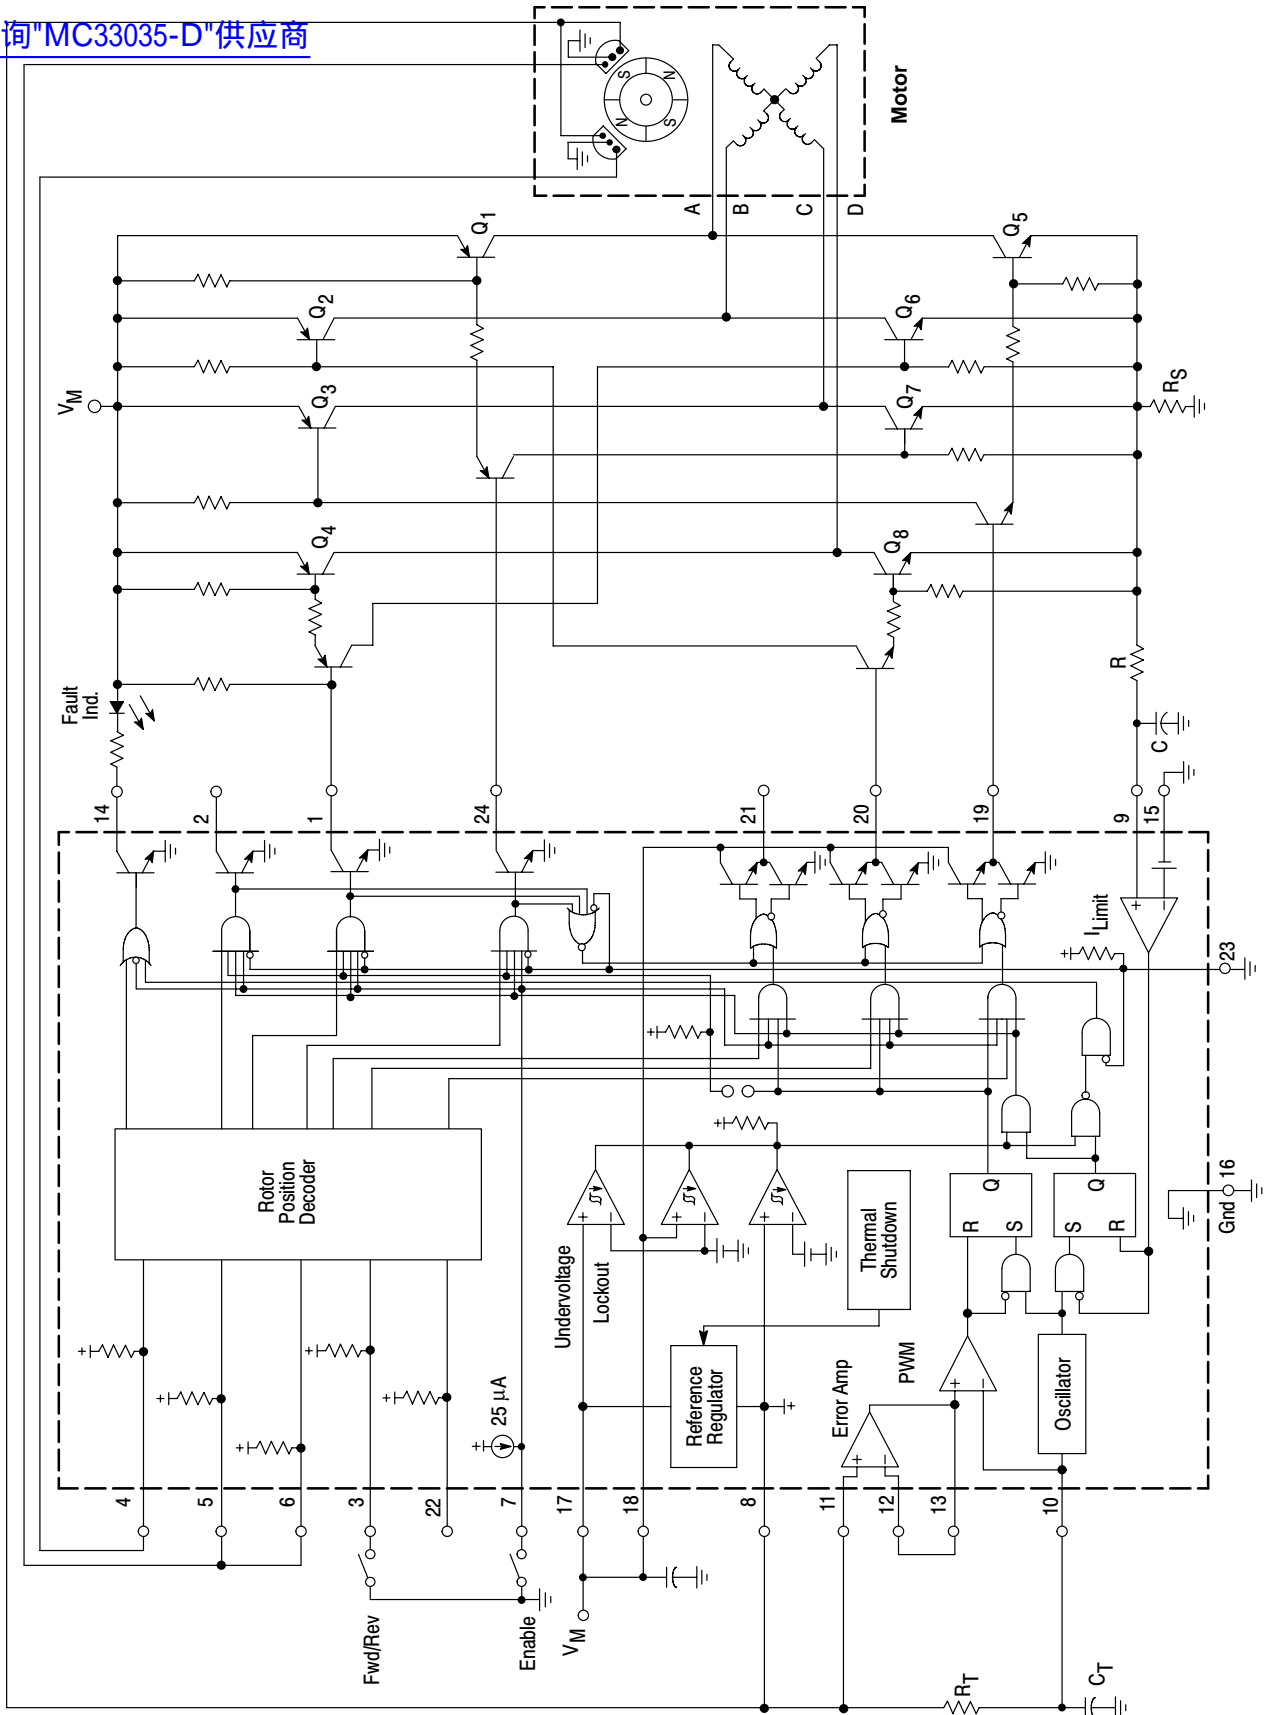 询"MC33035-D"供应商
Motor
N
S
N
S
A
B
C
D
Q1
Q2
Q3
Q4
Q5
Q6
Q7
Q8
VM
RS
R
C
Fault
Ind.
14
2
1
24
21
20
19
9
15
ILimit
23
Rotor
Position
Decoder
Undervoltage
Lockout
Thermal
Shutdown
Reference
Regulator
Error Amp
PWM
Oscillator
R
Q
S
S
Q
R
Gnd 16
25 µA
4
5
6
3
22
7
17
18
8
11
12
13
10
Fwd/Rev
Enable
VM
RT
CT